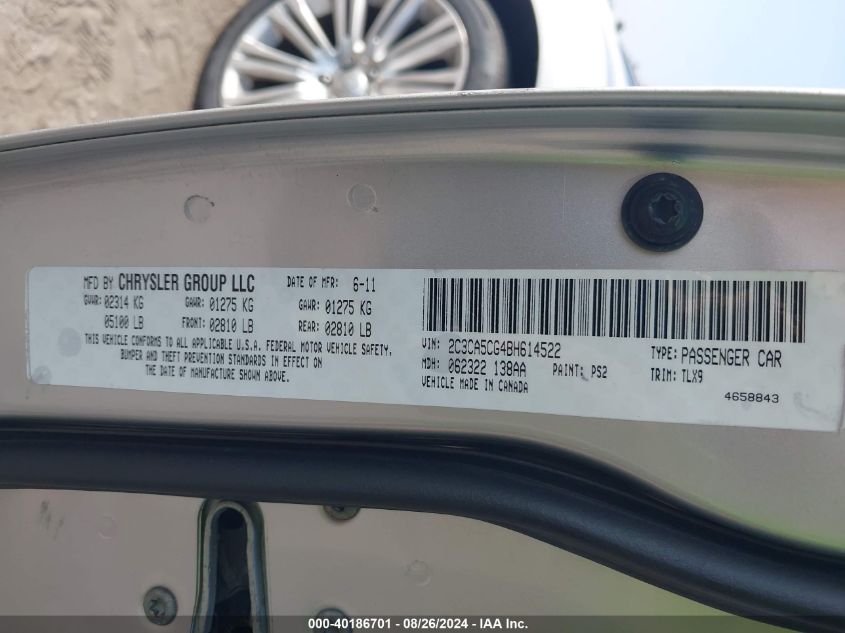 MFD BY CHRYSLER GROUP LLC DATE OF MFR: 6-11
GVWR: 02314 KG GAWR: 01275 KG GAWR: 01275 KG
05100 LB FRONT: 02810 LB REAR: 02810 LB
THIS VEHICLE CONFORMS TO ALL APPLICABLE U.S.A. FEDERAL MOTOR VEHICLE SAFETY,
BUMPER AND THEFT PREVENTION STANDARDS IN EFFECT ON
THE DATE OF MANUFACTURE SHOWN ABOVE.
VIN: 2C3CA5CG4BH614522 TYPE: PASSENGER CAR
MDH: 062322 138AA PAINT: PS2 TRIM: TLX9
VEHICLE MADE IN CANADA 4658843
000-40186701 - 08/26/2024 - IAAI Inc.